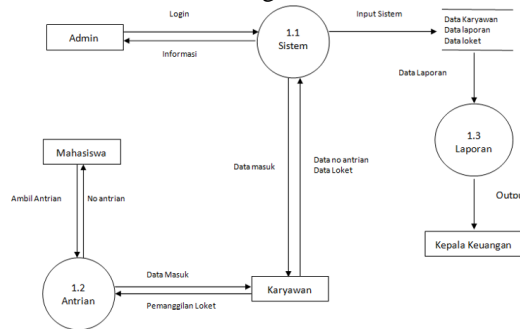 Login
Admin
Informasi
1.1
Sistem
Input Sistem
Data Karyawan
Data laporan
Data loket
Data Laporan
1.3
Laporan
Mahasiswa
Data masuk
Data no antrian
Data Loket
Ambil Antrian
No antrian
Kepala Keuangan
1.2
Antrian
Data Masuk
Pemanggilan Loket
Karyawan